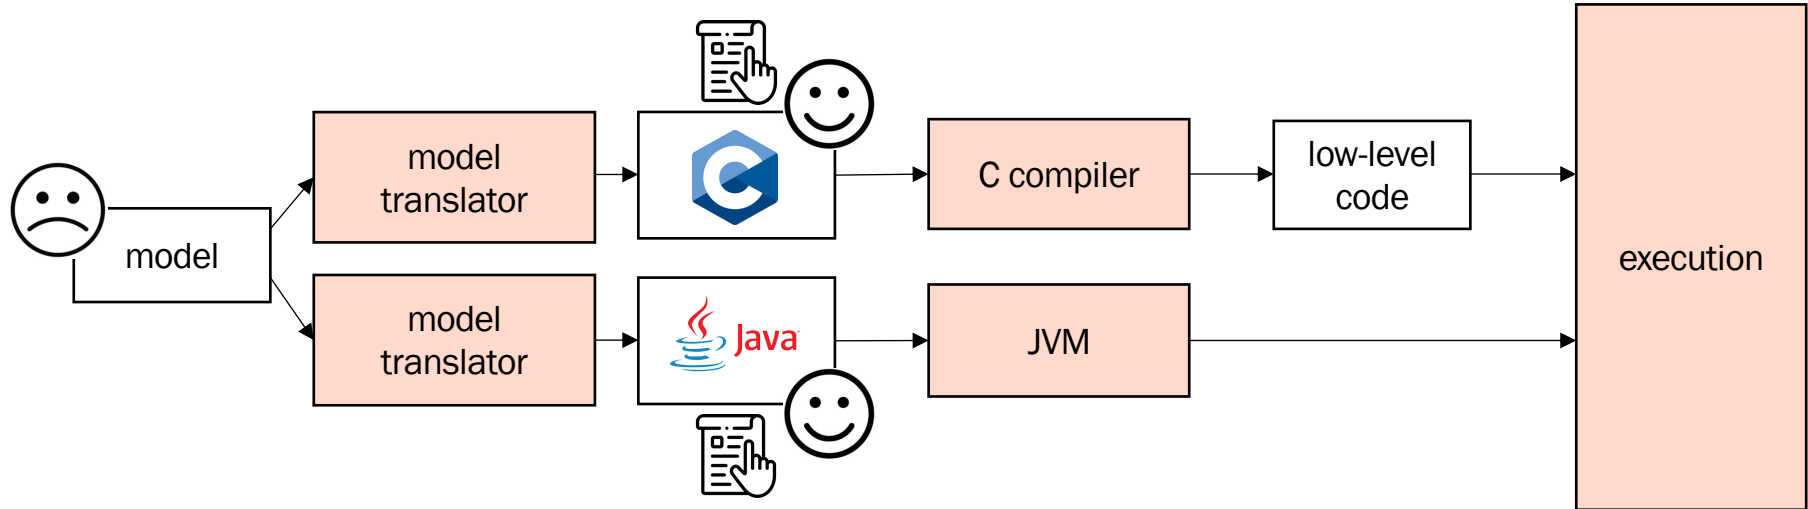 model
model
translator
C
C compiler
low-level
code
execution
model
translator
Java
JVM